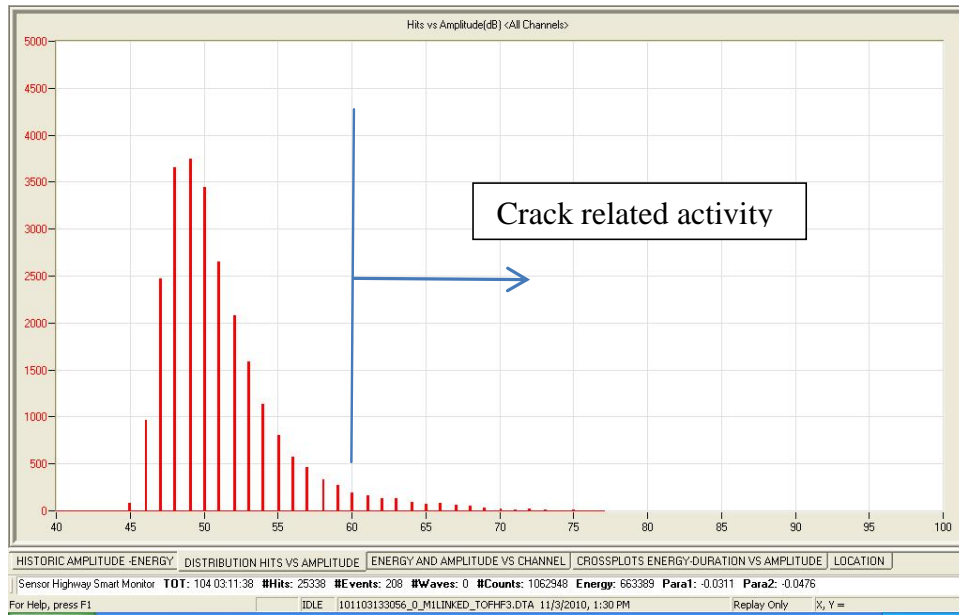 Hits vs Amplitude(dB) <All Channels>
5000
4500
4000
3500
3000
2500
2000
1500
1000
500
0
Crack related activity
40 45 50 55 60 65 70 75 80 85 90 95 100
HISTORIC AMPLITUDE -ENERGY DISTRIBUTION HITS VS AMPLITUDE ENERGY AND AMPLITUDE VS CHANNEL CROSSPLOTS ENERGY-DURATION VS AMPLITUDE LOCATION
Sensor Highway Smart Monitor TOT: 104 03:11:38 #Hits: 25338 #Events: 208 #Waves: 0 #Counts: 1062948 Energy: 663389 Para1: -0.0311 Para2: -0.0476
For Help, press F1 IDLE 101103133056_0_M1LINKED_TOFHF3.DTA 11/3/2010, 1:30 PM Replay Only X, Y =